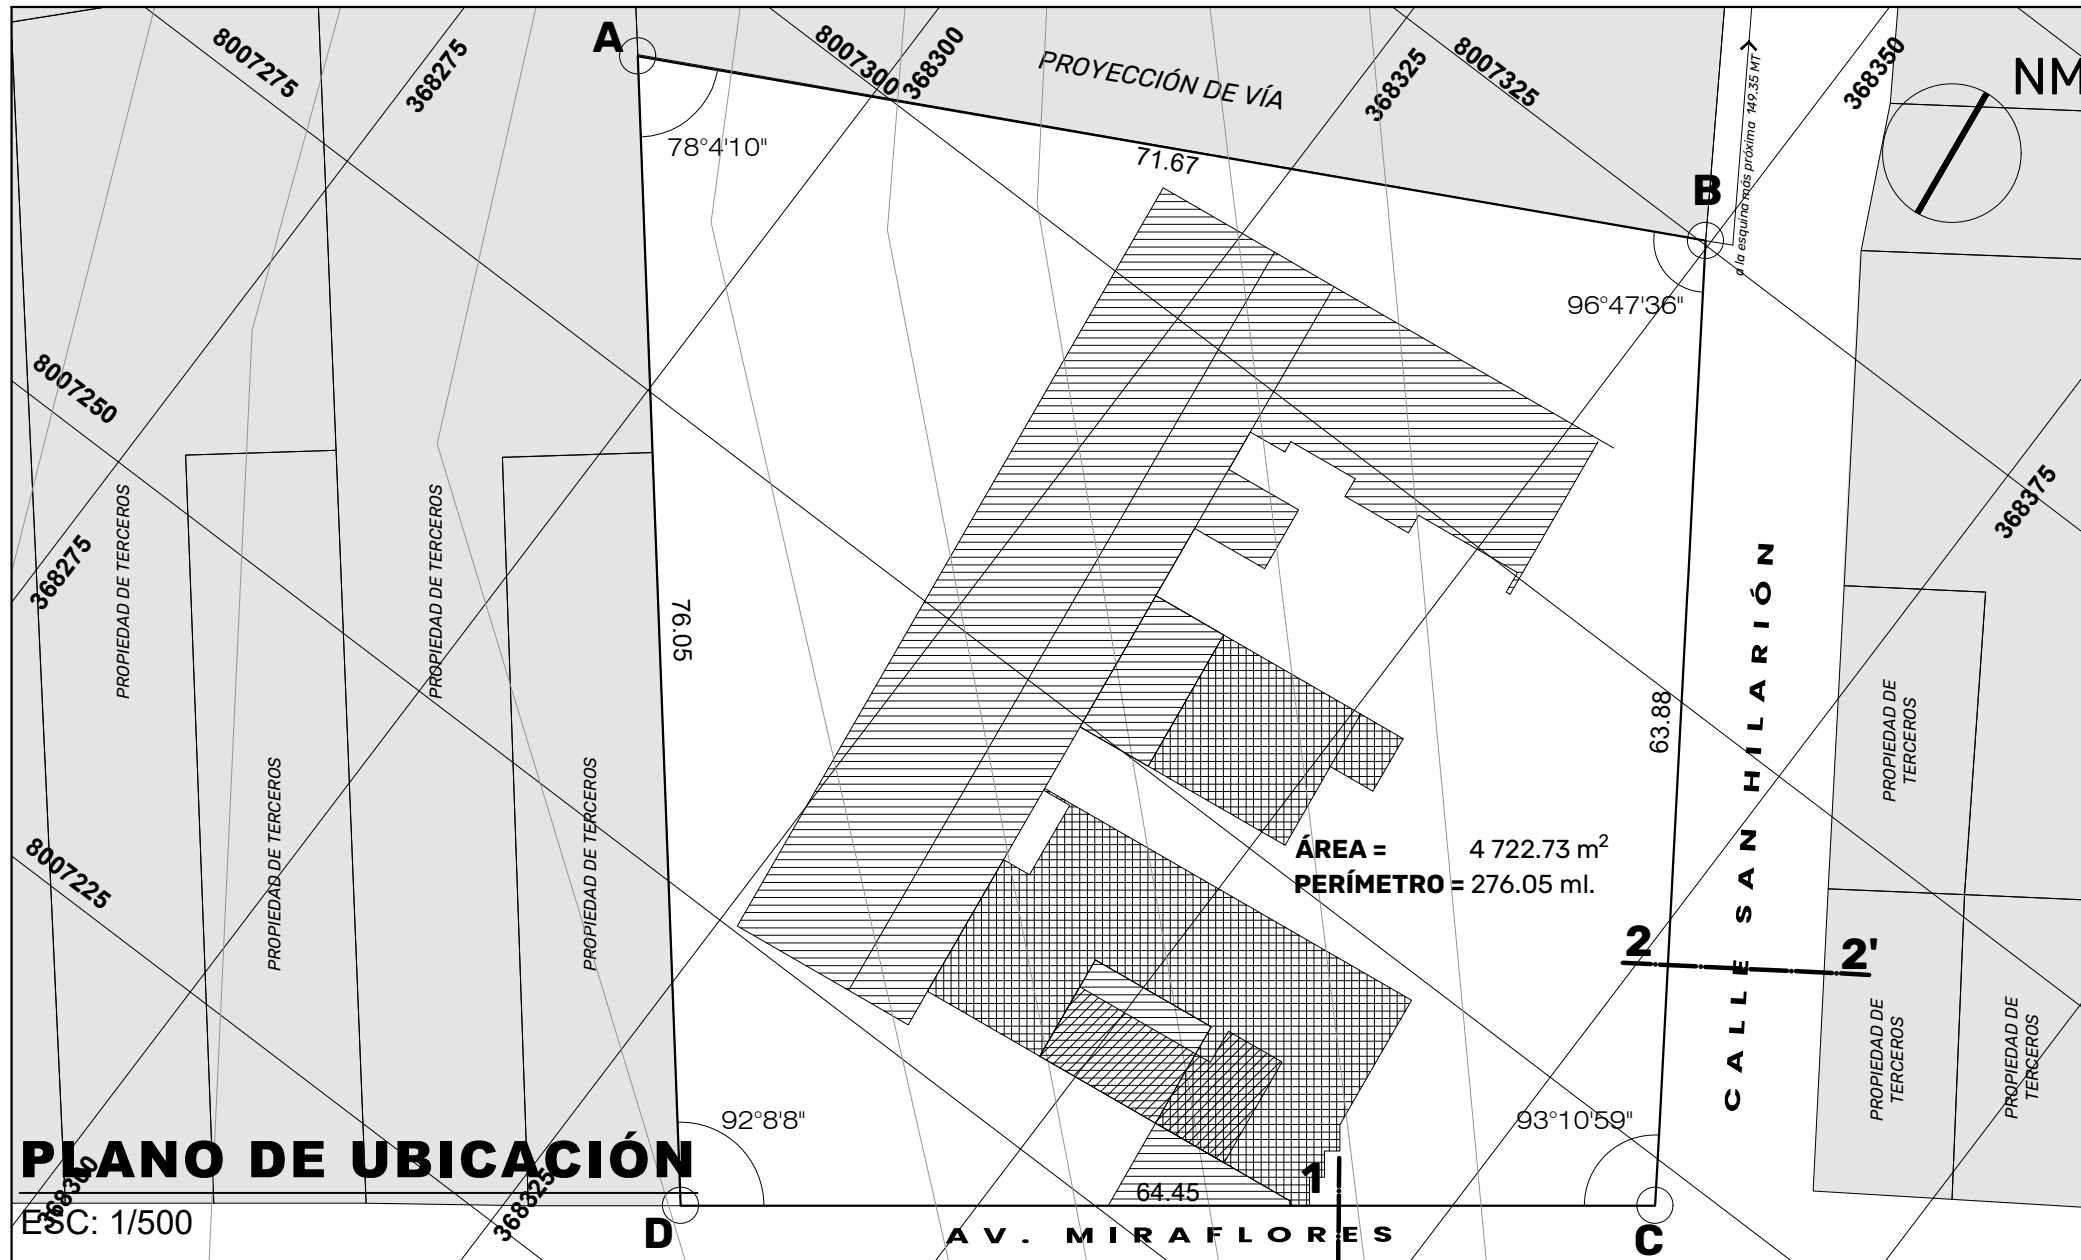 8007275
368275
A
8007300
368300
PROYECCIÓN DE VÍA
368325
8007325
368350
NM
a la esquina más próxima 149.35 MT
78°4'10"
71.67
B
96°47'36"
8007250
368275
PROPIEDAD DE TERCEROS
PROPIEDAD DE TERCEROS
76.05
368375
63.88
CALLE SAN HILARIÓN
PROPIEDAD DE
TERCEROS
PROPIEDAD DE TERCEROS
PROPIEDAD DE TERCEROS
8007225
ÁREA = 4 722.73 m²
PERÍMETRO = 276.05 ml.
2
2'
PROPIEDAD DE
TERCEROS
PROPIEDAD DE
TERCEROS
92°8'8"
93°10'59"
PLANO DE UBICACIÓN
368300
368325
1
64.45
ESC: 1/500
D
AV. MIRAFLORES
C